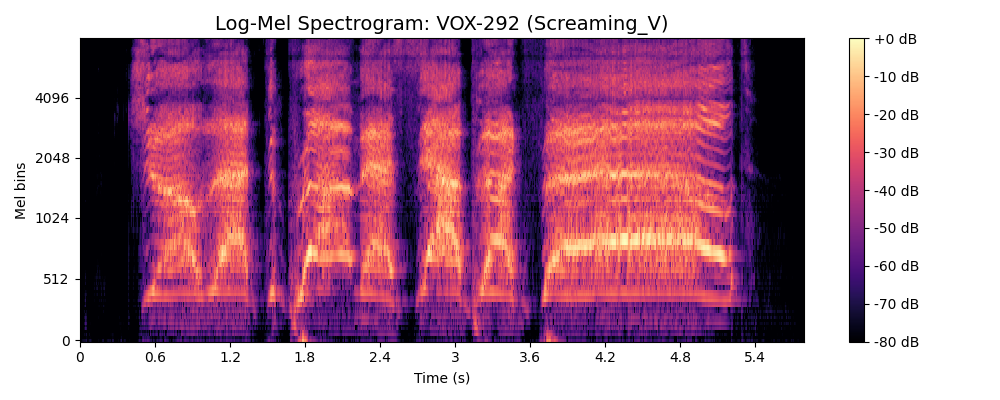 Log-Mel Spectrogram: VOX-292 (Screaming_V)
Mel bins
4096
2048
1024
512
0
0 0.6 1.2 1.8 2.4 3 3.6 4.2 4.8 5.4
Time (s)
+0 dB
-10 dB
-20 dB
-30 dB
-40 dB
-50 dB
-60 dB
-70 dB
-80 dB